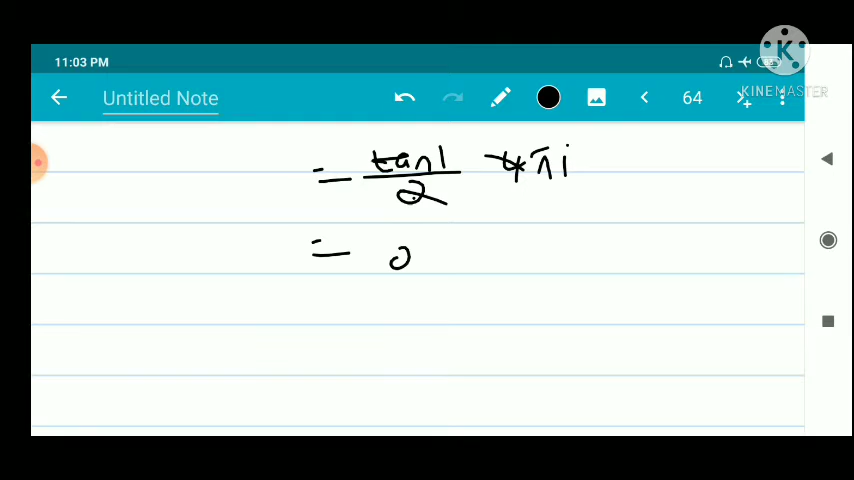 11:03 PM
KINEMASTER
Untitled Note
64
= tan1/2 4πi
= 0